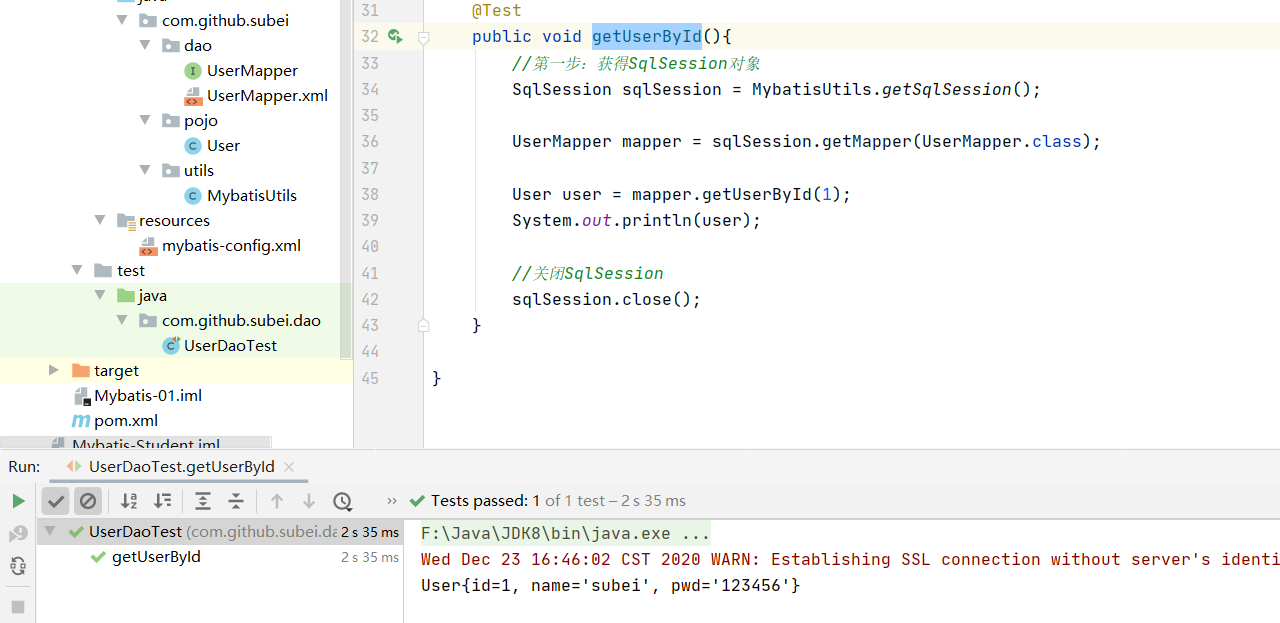 java
com.github.subei
dao
UserMapper
UserMapper.xml
pojo
User
utils
MybatisUtils
resources
mybatis-config.xml
test
java
com.github.subei.dao
UserDaoTest
target
Mybatis-01.iml
pom.xml
Mybatis-Student.iml
31 @Test
32 public void getUserById(){
33 //第一步：获得SqlSession对象
34 SqlSession sqlSession = MybatisUtils.getSqlSession();
35
36 UserMapper mapper = sqlSession.getMapper(UserMapper.class);
37
38 User user = mapper.getUserById(1);
39 System.out.println(user);
40
41 //关闭SqlSession
42 sqlSession.close();
43 }
44
45 }
Run: UserDaoTest.getUserById
Tests passed: 1 of 1 test – 2 s 35 ms
UserDaoTest (com.github.subei.da 2 s 35 ms
getUserById 2 s 35 ms
F:\Java\JDK8\bin\java.exe ...
Wed Dec 23 16:46:02 CST 2020 WARN: Establishing SSL connection without server's identi
User{id=1, name='subei', pwd='123456'}